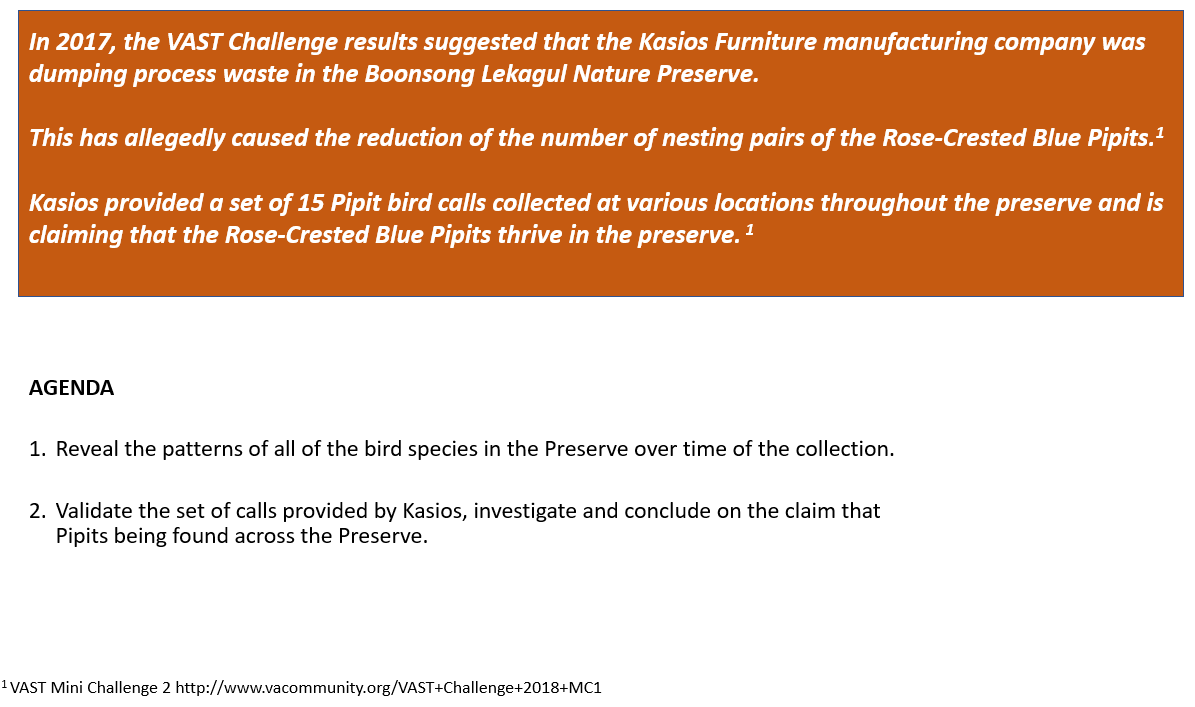 In 2017, the VAST Challenge results suggested that the Kasios Furniture manufacturing company was
dumping process waste in the Boonsong Lekagul Nature Preserve.
This has allegedly caused the reduction of the number of nesting pairs of the Rose-Crested Blue Pipits.¹
Kasios provided a set of 15 Pipit bird calls collected at various locations throughout the preserve and is
claiming that the Rose-Crested Blue Pipits thrive in the preserve. ¹
AGENDA
1. Reveal the patterns of all of the bird species in the Preserve over time of the collection.
2. Validate the set of calls provided by Kasios, investigate and conclude on the claim that
Pipits being found across the Preserve.
¹ VAST Mini Challenge 2 http://www.vacommunity.org/VAST+Challenge+2018+MC1